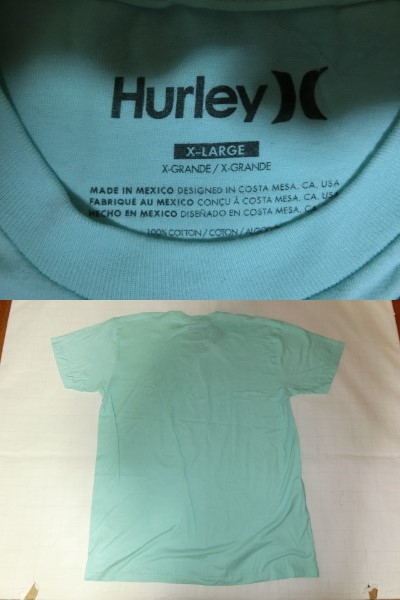 Hurley
X-LARGE
X-GRANDE / X-GRANDE
MADE IN MEXICO DESIGNED IN COSTA MESA, CA, USA
FABRIQUÉ AU MEXICO CONÇU À COSTA MESA, CA, USA
HECHO EN MEXICO DISEÑADO EN COSTA MESA, CA, USA
100% COTTON / COTON / ALGO